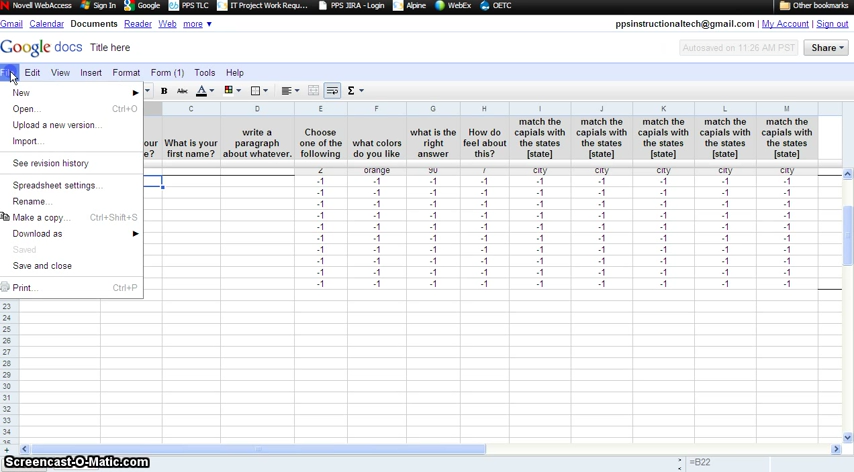 Novell WebAccess Sign In Google PPS TLC IT Project Work Requ... PPS JIRA - Login Alpine WebEx OETC Other bookmarks
Gmail Calendar Documents Reader Web more ▼ ppsinstructionaltech@gmail.com | My Account | Sign out
Google docs Title here Autosaved on 11:26 AM PST Share
Edit View Insert Format Form (1) Tools Help
New
Open... Ctrl+O
Upload a new version...
Import...
See revision history
Spreadsheet settings...
Rename...
Make a copy... Ctrl+Shift+S
Download as
Saved
Save and close
Print... Ctrl+P
B Abc A Σ
C D E F G H I J K L M
What is your first name?
write a paragraph about whatever.
Choose one of the following
what colors do you like
what is the right answer
How do feel about this?
match the capials with the states [state]
match the capials with the states [state]
match the capials with the states [state]
match the capials with the states [state]
match the capials with the states [state]
2 orange 90 7 city city city city city
-1 -1 -1 -1 -1 -1 -1 -1 -1
-1 -1 -1 -1 -1 -1 -1 -1 -1
-1 -1 -1 -1 -1 -1 -1 -1 -1
-1 -1 -1 -1 -1 -1 -1 -1 -1
-1 -1 -1 -1 -1 -1 -1 -1 -1
-1 -1 -1 -1 -1 -1 -1 -1 -1
-1 -1 -1 -1 -1 -1 -1 -1 -1
-1 -1 -1 -1 -1 -1 -1 -1 -1
-1 -1 -1 -1 -1 -1 -1 -1 -1
-1 -1 -1 -1 -1 -1 -1 -1 -1
23
24
25
26
27
28
29
30
31
32
33
34
35
Screencast-O-Matic.com
=B22